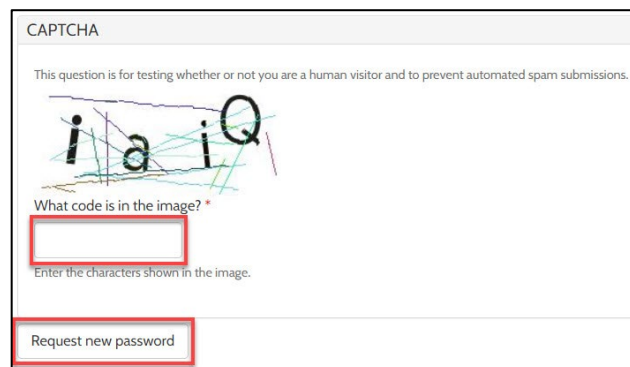 CAPTCHA
This question is for testing whether or not you are a human visitor and to prevent automated spam submissions.
iaiQ
What code is in the image? *
Enter the characters shown in the image.
Request new password